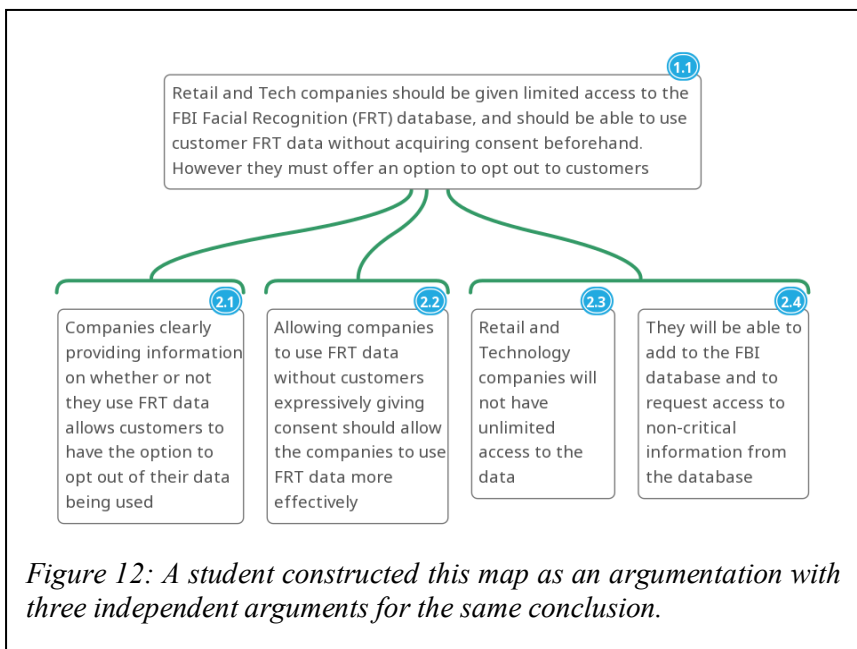 1.1
Retail and Tech companies should be given limited access to the
FBI Facial Recognition (FRT) database, and should be able to use
customer FRT data without acquiring consent beforehand.
However they must offer an option to opt out to customers
2.1
Companies clearly
providing information
on whether or not
they use FRT data
allows customers to
have the option to
opt out of their data
being used
2.2
Allowing companies
to use FRT data
without customers
expressively giving
consent should allow
the companies to use
FRT data more
effectively
2.3
Retail and
Technology
companies will
not have
unlimited
access to the
data
2.4
They will be able to
add to the FBI
database and to
request access to
non-critical
information from
the database
Figure 12: A student constructed this map as an argumentation with
three independent arguments for the same conclusion.